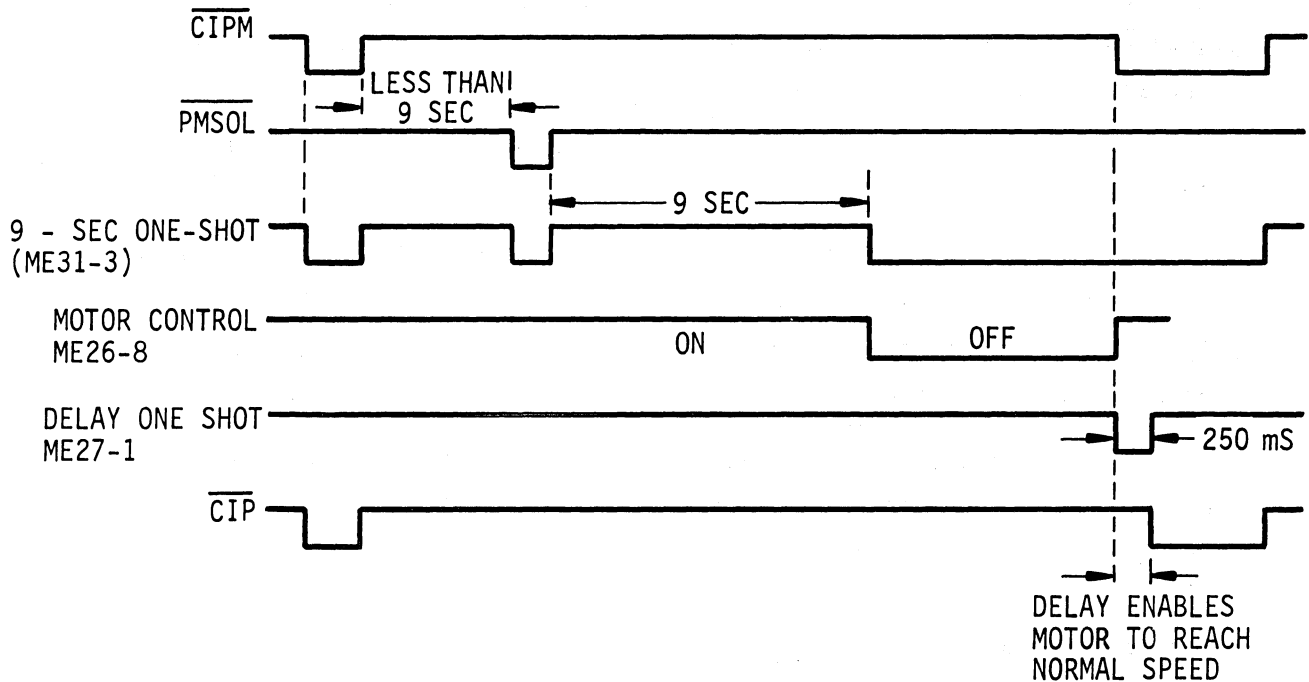 CIPM
LESS THAN
9 SEC
PMSOL
9 SEC
9 - SEC ONE-SHOT
(ME31-3)
MOTOR CONTROL
ME26-8
ON
OFF
DELAY ONE SHOT
ME27-1
250 mS
CIP
DELAY ENABLES
MOTOR TO REACH
NORMAL SPEED